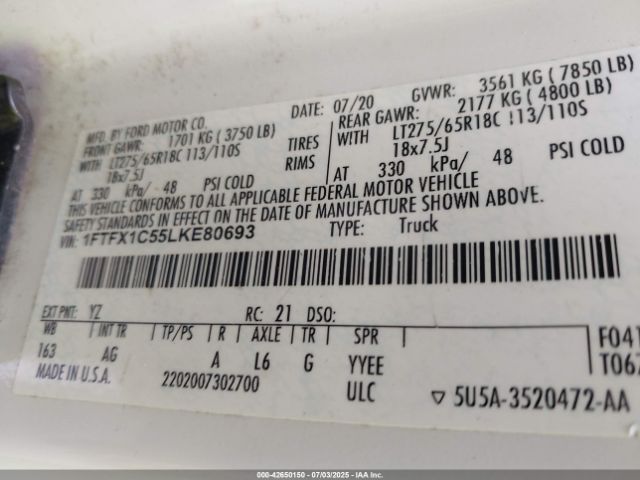 MFD. BY FORD MOTOR CO.
DATE: 07/20 GVWR: 3561 KG ( 7850 LB)
FRONT GAWR: 1701 KG ( 3750 LB)
REAR GAWR: 2177 KG ( 4800 LB)
WITH LT275/65R18C 113/110S TIRES WITH LT275/65R18C 113/110S
18x7.5J RIMS 18x7.5J
AT 330 kPa/ 48 PSI COLD AT 330 kPa/ 48 PSI COLD
THIS VEHICLE CONFORMS TO ALL APPLICABLE FEDERAL MOTOR VEHICLE
SAFETY STANDARDS IN EFFECT ON THE DATE OF MANUFACTURE SHOWN ABOVE.
VIN: 1FTFX1C55LKE80693 TYPE: Truck
EXT PNT: YZ RC: 21 DSO:
WB INT TR TP/PS R AXLE TR SPR
163 AG A L6 G YYEE
F041
T067
MADE IN U.S.A. 2202007302700 ULC ▽ 5U5A-3520472-AA
000-42650150 | 07/03/2025 | IAA Inc.